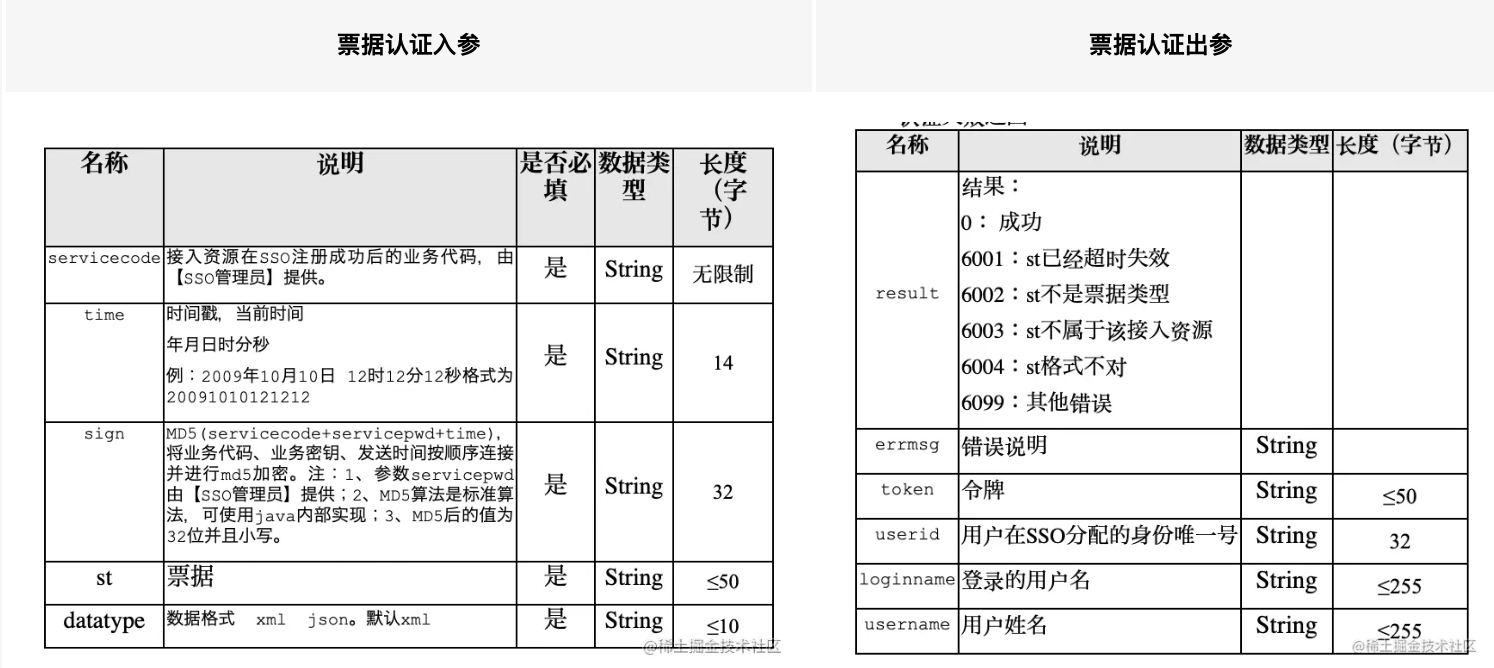 票据认证入参
票据认证出参
名称 说明 是否必填 数据类型 长度（字节）
servicecode 接入资源在SSO注册成功后的业务代码，由
【SSO管理员】提供。
是 String 无限制
time 时间戳，当前时间
年月日时分秒
例：2009年10月10日 12时12分12秒格式为
20091010121212
是 String 14
sign MD5(servicecode+servicepwd+time)，
将业务代码、业务密钥、发送时间按顺序连接
并进行md5加密。注：1、参数servicepwd
由【SSO管理员】提供；2、MD5算法是标准算
法，可使用java内部实现；3、MD5后的值为
32位并且小写。
是 String 32
st 票据 是 String ≤50
datatype 数据格式 xml json。默认xml 是 String ≤10
@稀土掘金技术社区
名称 说明 数据类型 长度（字节）
result 结果：
0：成功
6001：st已经超时失效
6002：st不是票据类型
6003：st不属于该接入资源
6004：st格式不对
6099：其他错误
errmsg 错误说明 String
token 令牌 String ≤50
userid 用户在SSO分配的身份唯一号 String 32
loginname 登录的用户名 String ≤255
username 用户姓名 String ≤255
@稀土掘金技术社区